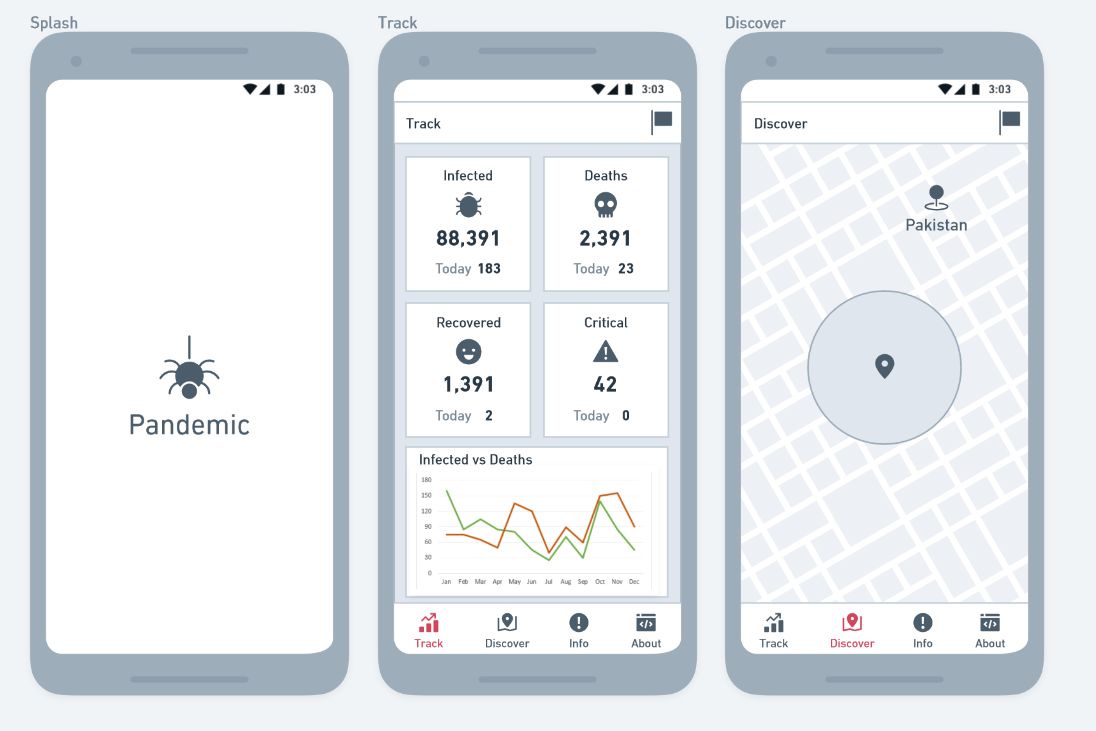 Splash
3:03
Pandemic
Track
3:03
Track
Infected
88,391
Today 183
Deaths
2,391
Today 23
Recovered
1,391
Today 2
Critical
42
Today 0
Infected vs Deaths
180
150
120
90
60
30
0
Jan Feb Mar Apr May Jun Jul Aug Sep Oct Nov Dec
Track Discover Info About
Discover
3:03
Discover
Pakistan
Track Discover Info About